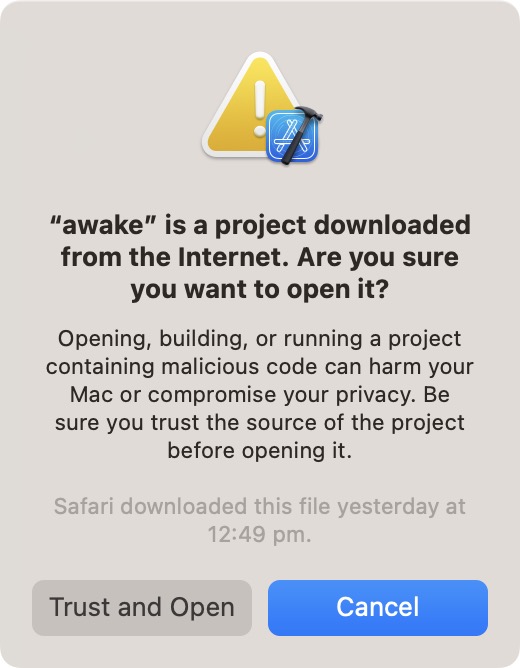 “awake” is a project downloaded
from the Internet. Are you sure
you want to open it?
Opening, building, or running a project
containing malicious code can harm your
Mac or compromise your privacy. Be
sure you trust the source of the project
before opening it.
Safari downloaded this file yesterday at
12:49 pm.
Trust and Open
Cancel